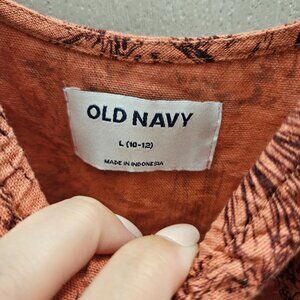 OLD NAVY
L (10-12)
MADE IN INDONESIA